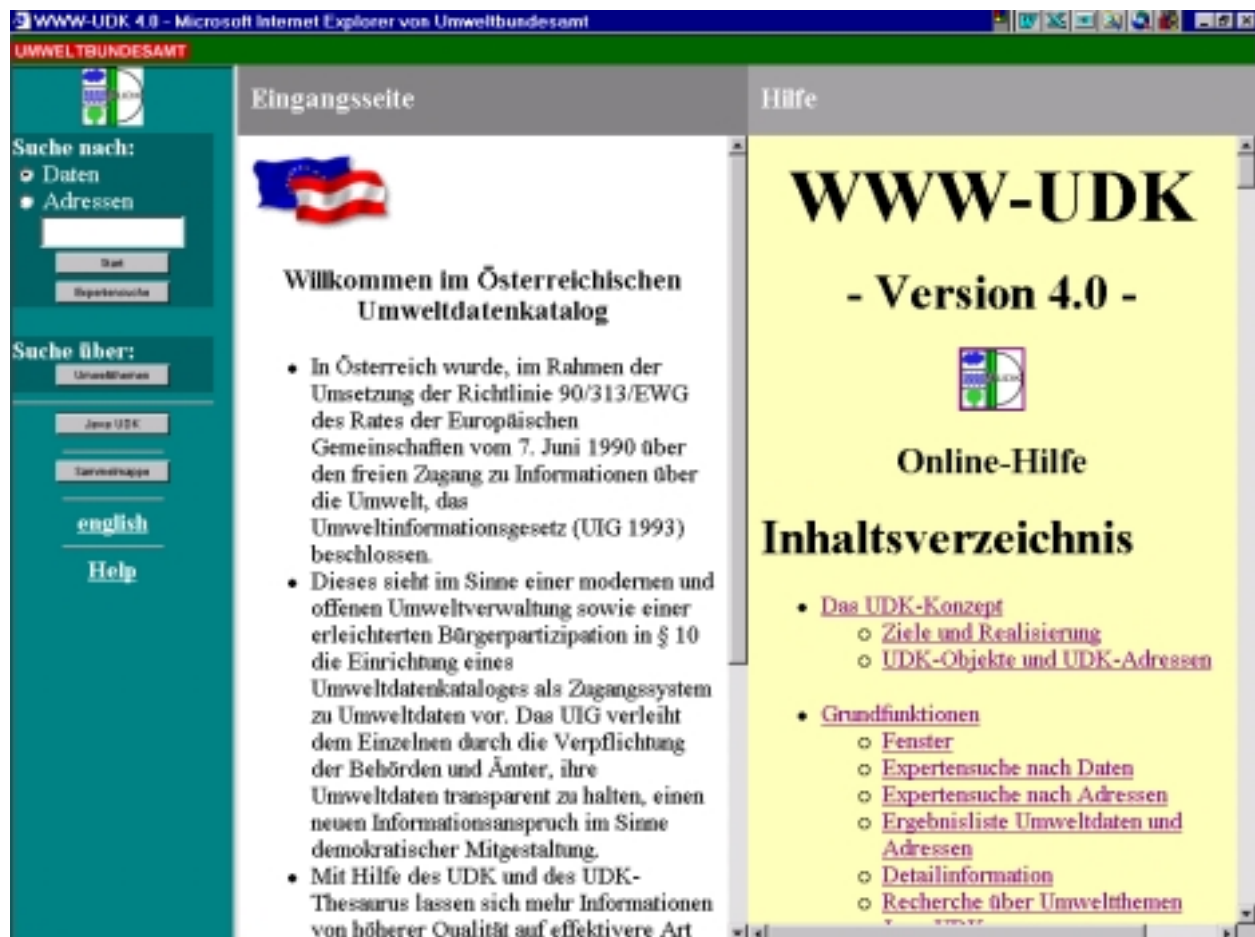 WWW-UDK 4.0 - Microsoft Internet Explorer von Umweltbundesamt
UMWELTBUNDESAMT
UDK
Suche nach:
Daten
Adressen
Start
Expertensuche
Suche über:
Umweltthemen
Java UDK
Sammelmappe
english
Help
Eingangsseite
Willkommen im Österreichischen
Umweltdatenkatalog
• In Österreich wurde, im Rahmen der
Umsetzung der Richtlinie 90/313/EWG
des Rates der Europäischen
Gemeinschaften vom 7. Juni 1990 über
den freien Zugang zu Informationen über
die Umwelt, das
Umweltinformationsgesetz (UIG 1993)
beschlossen.
• Dieses sieht im Sinne einer modernen und
offenen Umweltverwaltung sowie einer
erleichterten Bürgerpartizipation in § 10
die Einrichtung eines
Umweltdatenkataloges als Zugangssystem
zu Umweltdaten vor. Das UIG verleiht
dem Einzelnen durch die Verpflichtung
der Behörden und Ämter, ihre
Umweltdaten transparent zu halten, einen
neuen Informationsanspruch im Sinne
demokratischer Mitgestaltung.
• Mit Hilfe des UDK und des UDK-
Thesaurus lassen sich mehr Informationen
von höherer Qualität auf effektivere Art
Hilfe
WWW-UDK
- Version 4.0 -
UDK
Online-Hilfe
Inhaltsverzeichnis
• Das UDK-Konzept
○ Ziele und Realisierung
○ UDK-Objekte und UDK-Adressen
• Grundfunktionen
○ Fenster
○ Expertensuche nach Daten
○ Expertensuche nach Adressen
○ Ergebnisliste Umweltdaten und
Adressen
○ Detailinformation
○ Recherche über Umweltthemen